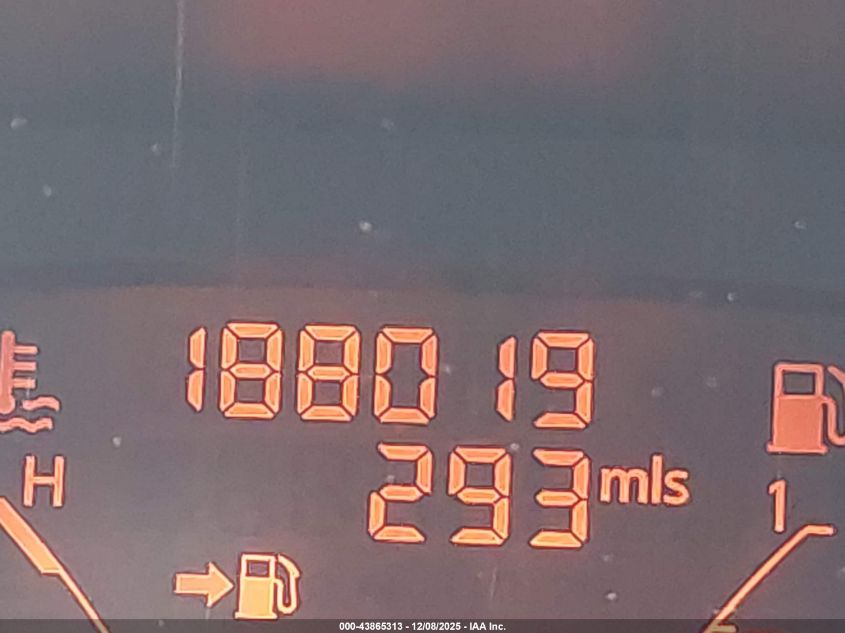 188019
293 mls
H
1
000-43865313 - 12/08/2025 - IAA Inc.